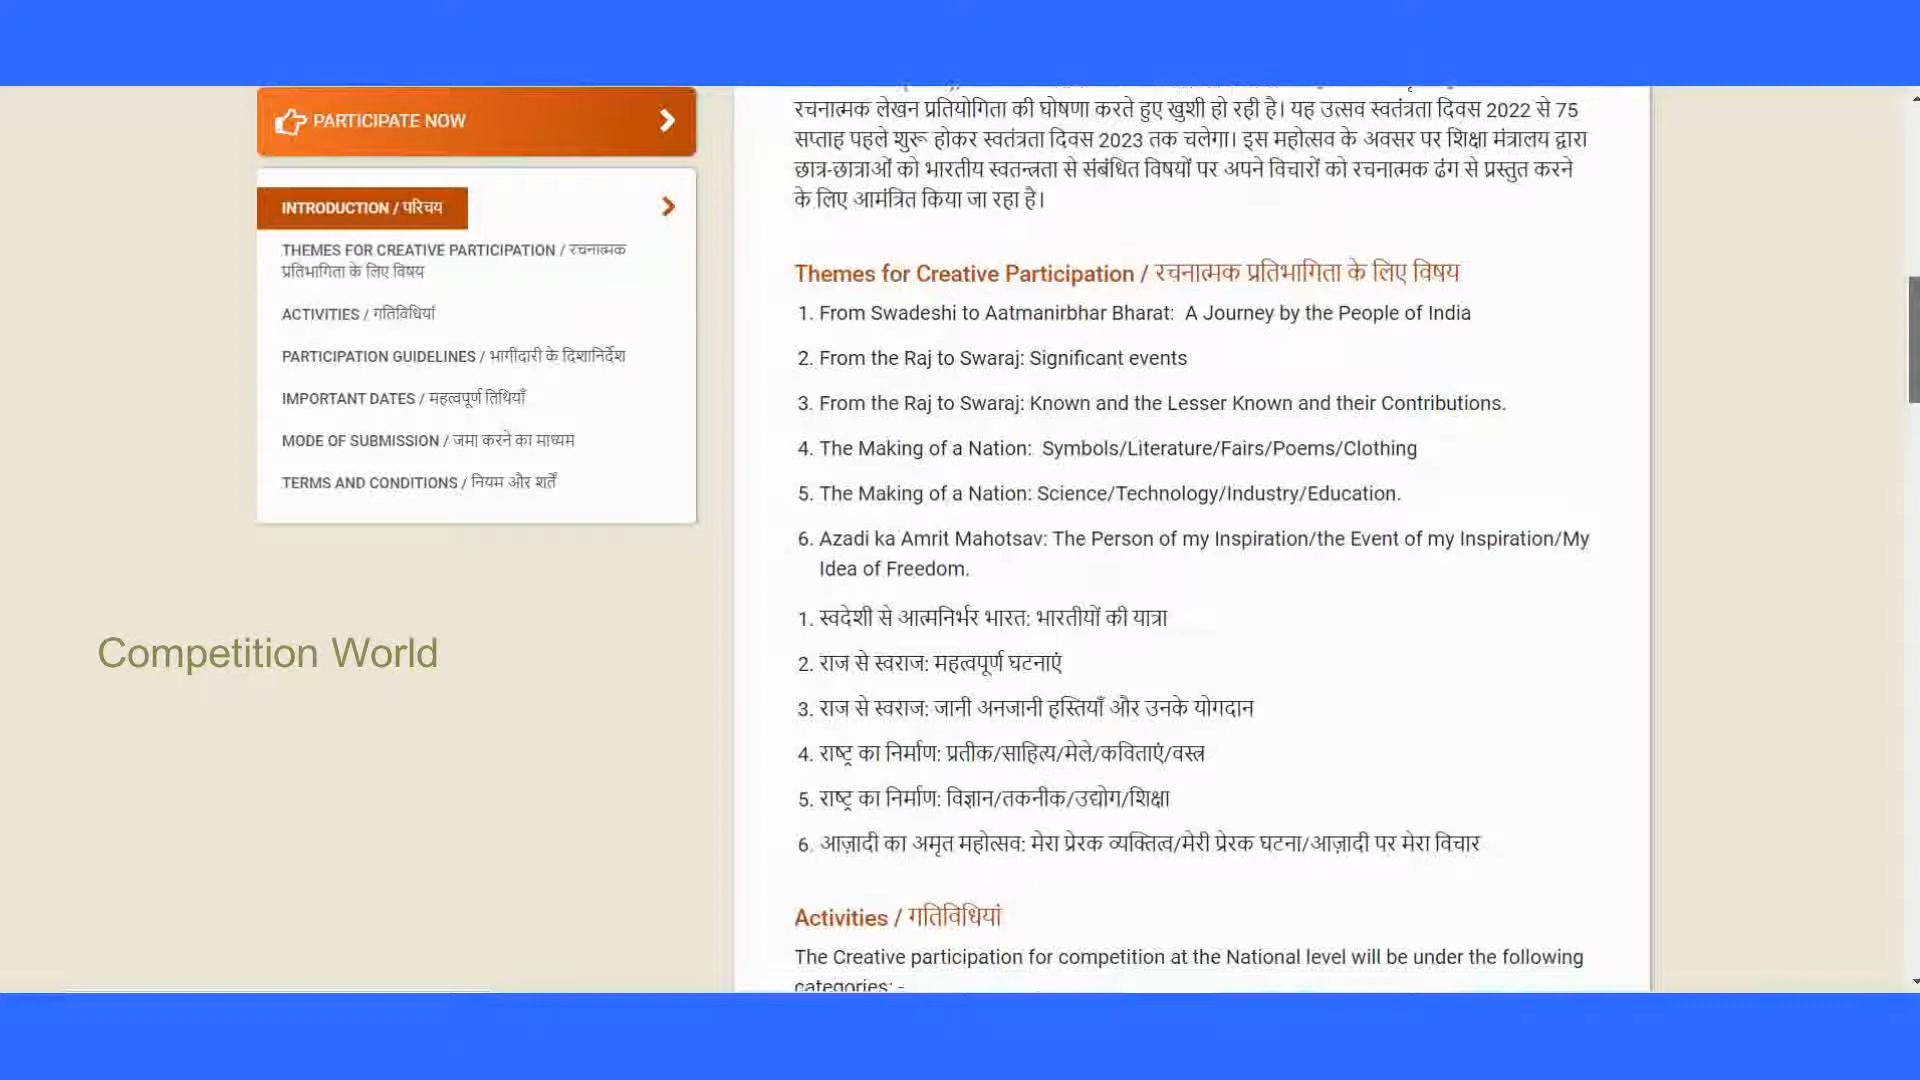 PARTICIPATE NOW
INTRODUCTION / परिचय
THEMES FOR CREATIVE PARTICIPATION / रचनात्मक
प्रतिभागिता के लिए विषय
ACTIVITIES / गतिविधियां
PARTICIPATION GUIDELINES / भागीदारी के दिशानिर्देश
IMPORTANT DATES / महत्वपूर्ण तिथियाँ
MODE OF SUBMISSION / जमा करने का माध्यम
TERMS AND CONDITIONS / नियम और शर्तें
Competition World
रचनात्मक लेखन प्रतियोगिता की घोषणा करते हुए खुशी हो रही है। यह उत्सव स्वतंत्रता दिवस 2022 से 75
सप्ताह पहले शुरू होकर स्वतंत्रता दिवस 2023 तक चलेगा। इस महोत्सव के अवसर पर शिक्षा मंत्रालय द्वारा
छात्र-छात्राओं को भारतीय स्वतन्त्रता से संबंधित विषयों पर अपने विचारों को रचनात्मक ढंग से प्रस्तुत करने
के लिए आमंत्रित किया जा रहा है।
Themes for Creative Participation / रचनात्मक प्रतिभागिता के लिए विषय
1. From Swadeshi to Aatmanirbhar Bharat: A Journey by the People of India
2. From the Raj to Swaraj: Significant events
3. From the Raj to Swaraj: Known and the Lesser Known and their Contributions.
4. The Making of a Nation: Symbols/Literature/Fairs/Poems/Clothing
5. The Making of a Nation: Science/Technology/Industry/Education.
6. Azadi ka Amrit Mahotsav: The Person of my Inspiration/the Event of my Inspiration/My
Idea of Freedom.
1. स्वदेशी से आत्मनिर्भर भारत: भारतीयों की यात्रा
2. राज से स्वराज: महत्वपूर्ण घटनाएं
3. राज से स्वराज: जानी अनजानी हस्तियाँ और उनके योगदान
4. राष्ट्र का निर्माण: प्रतीक/साहित्य/मेले/कविताएं/वस्त्र
5. राष्ट्र का निर्माण: विज्ञान/तकनीक/उद्योग/शिक्षा
6. आज़ादी का अमृत महोत्सव: मेरा प्रेरक व्यक्तित्व/मेरी प्रेरक घटना/आज़ादी पर मेरा विचार
Activities / गतिविधियां
The Creative participation for competition at the National level will be under the following
categories: -